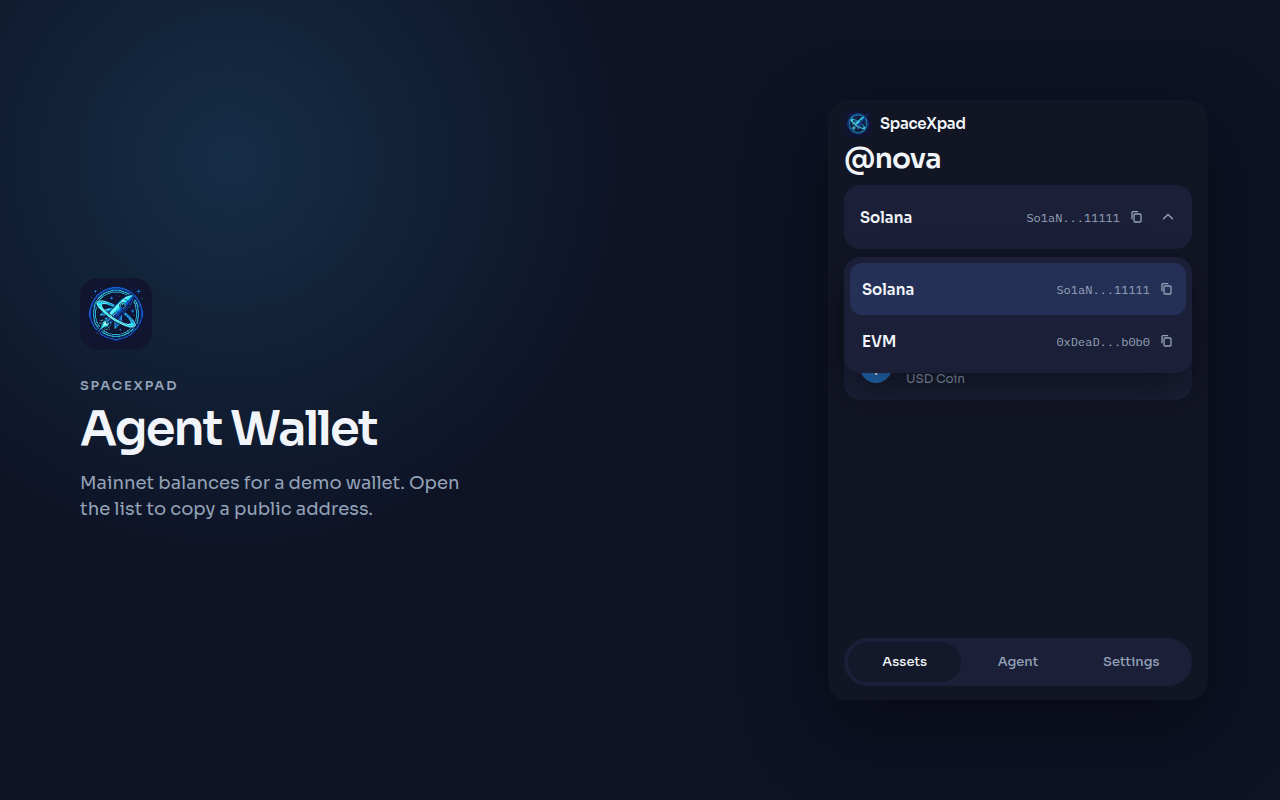 SPACEXPAD
Agent Wallet
Mainnet balances for a demo wallet. Open
the list to copy a public address.
SpaceXpad
@nova
Solana So1aN...11111
Solana So1aN...11111
EVM 0xDeaD...b0b0
USD Coin
Assets Agent Settings